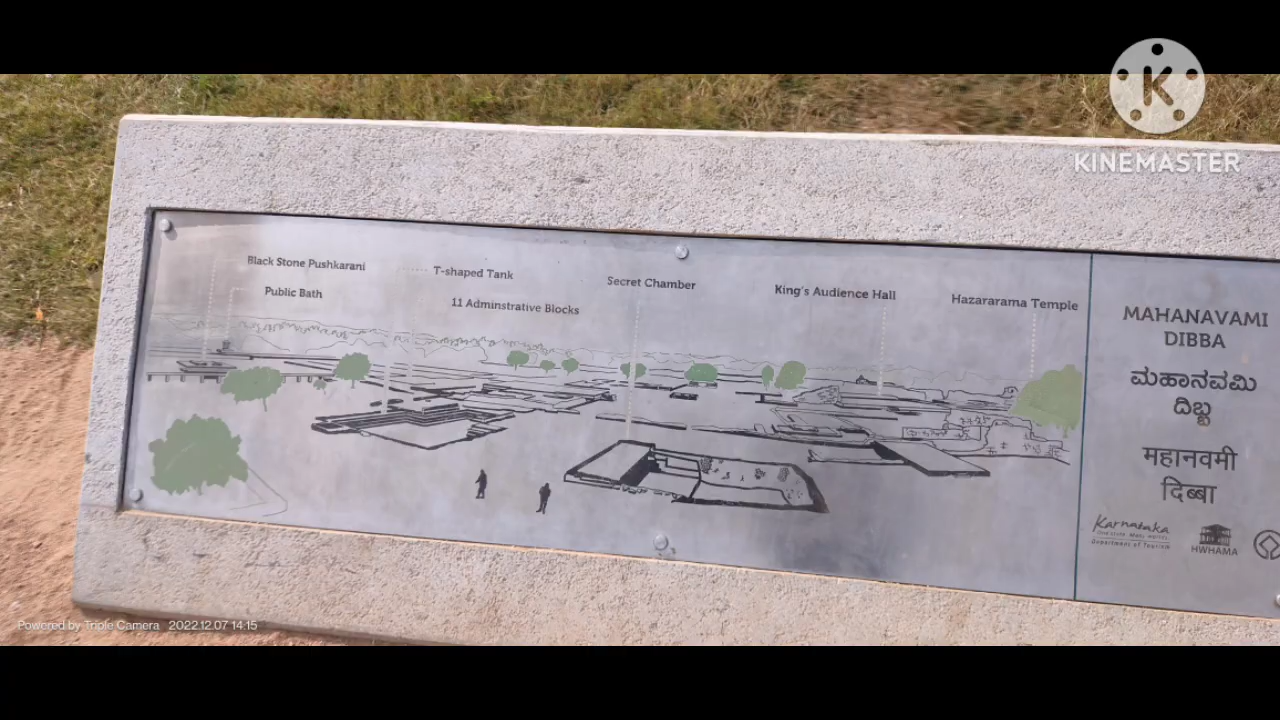 KINEMASTER
Black Stone Pushkarani
T-shaped Tank
Secret Chamber
King's Audience Hall
Hazararama Temple
Public Bath
11 Adminstrative Blocks
MAHANAVAMI
DIBBA
ಮಹಾನವಮಿ
ದಿಬ್ಬ
महानवमी
दिब्बा
Karnataka
Department of Tourism
HWHAMA
Powered by Triple Camera 2022.12.07 14:15